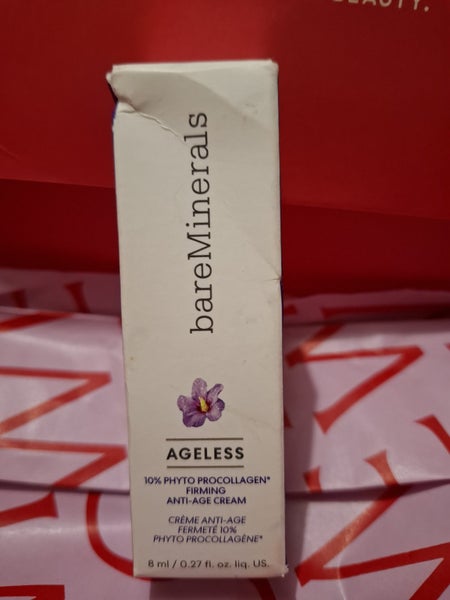 BEAUTY.
bareMinerals
AGELESS
10% PHYTO PROCOLLAGEN*
FIRMING
ANTI-AGE CREAM
CRÈME ANTI-AGE
FERMETÉ 10%
PHYTO PROCOLLAGÈNE*
8 ml / 0.27 fl. oz. liq. US.